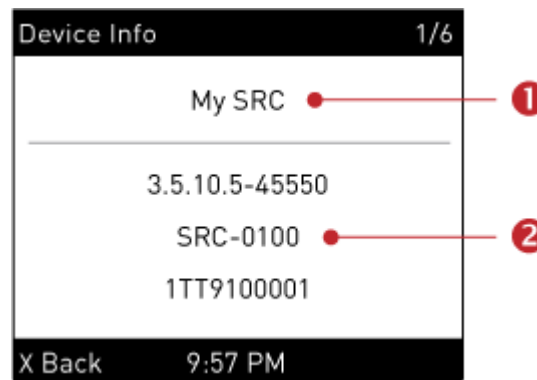 Device Info 1/6
My SRC 1
3.5.10.5-45550
SRC-0100 2
1TT9100001
X Back 9:57 PM